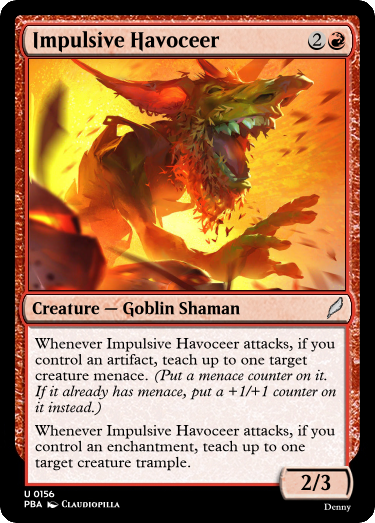 Impulsive Havoceer 2
Creature — Goblin Shaman
Whenever Impulsive Havoceer attacks, if you
control an artifact, teach up to one target
creature menace. (Put a menace counter on it.
If it already has menace, put a +1/+1 counter on
it instead.)
Whenever Impulsive Havoceer attacks, if you
control an enchantment, teach up to one
target creature trample.
2/3
U 0156
PBA Claudiopilla
Denny